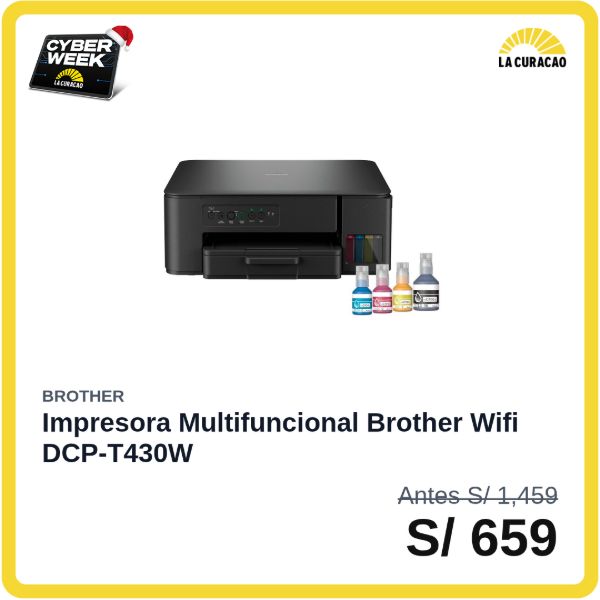 CYBER
WEEK
LA CURACAO
LA CURACAO
BROTHER
Impresora Multifuncional Brother Wifi
DCP-T430W
Antes S/ 1,459
S/ 659